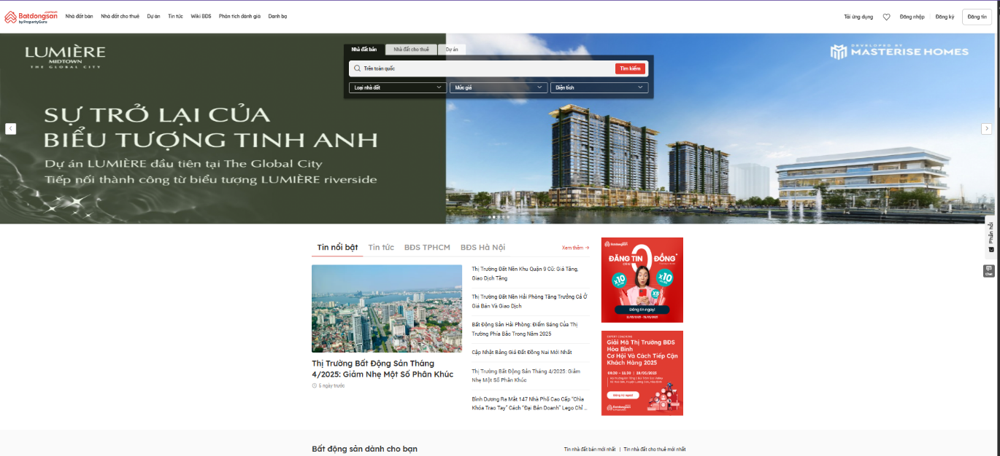 Batdongsan
.com.vn
by PropertyGuru
Nhà đất bán
Nhà đất cho thuê
Dự án
Tin tức
Wiki BĐS
Phân tích đánh giá
Danh bạ
Tải ứng dụng
Đăng nhập
Đăng ký
Đăng tin
LUMIÈRE
MIDTOWN
THE GLOBAL CITY
Nhà đất bán
Nhà đất cho thuê
Dự án
Trên toàn quốc
Tìm kiếm
Loại nhà đất
Mức giá
Diện tích
DEVELOPED BY
MASTERISE HOMES
SỰ TRỞ LẠI CỦA
BIỂU TƯỢNG TINH ANH
Dự án LUMIÈRE đầu tiên tại The Global City
Tiếp nối thành công từ biểu tượng LUMIÈRE riverside
Phản hồi
Chat
Tin nổi bật
Tin tức
BĐS TPHCM
BĐS Hà Nội
Xem thêm →
Thị Trường Bất Động Sản Tháng
4/2025: Giảm Nhẹ Một Số Phân Khúc
5 ngày trước
Thị Trường Đất Nền Khu Quận 9 Cũ: Giá Tăng,
Giao Dịch Tăng
Thị Trường Đất Nền Hải Phòng Tăng Trưởng Cả Ở
Giá Bán Và Giao Dịch
Bất Động Sản Hải Phòng: Điểm Sáng Của Thị
Trường Phía Bắc Trong Năm 2025
Cập Nhật Bảng Giá Đất Đồng Nai Mới Nhất
Thị Trường Bất Động Sản Tháng 4/2025: Giảm
Nhẹ Một Số Phân Khúc
Bình Dương Ra Mắt 147 Nhà Phố Cao Cấp "Chìa
Khóa Trao Tay" Cách "Đại Bản Doanh" Lego Chỉ ...
Batdongsan
ĐĂNG TIN 0 ĐỒNG
x10
x10
x5
Đăng tin ngay!
EXPERT COACHING
Giải Mã Thị Trường BĐS
Hòa Bình
Cơ Hội Và Cách Tiếp Cận
Khách Hàng 2025
Đăng ký ngay!
Batdongsan
Bất động sản dành cho bạn
Tin nhà đất bán mới nhất | Tin nhà đất cho thuê mới nhất